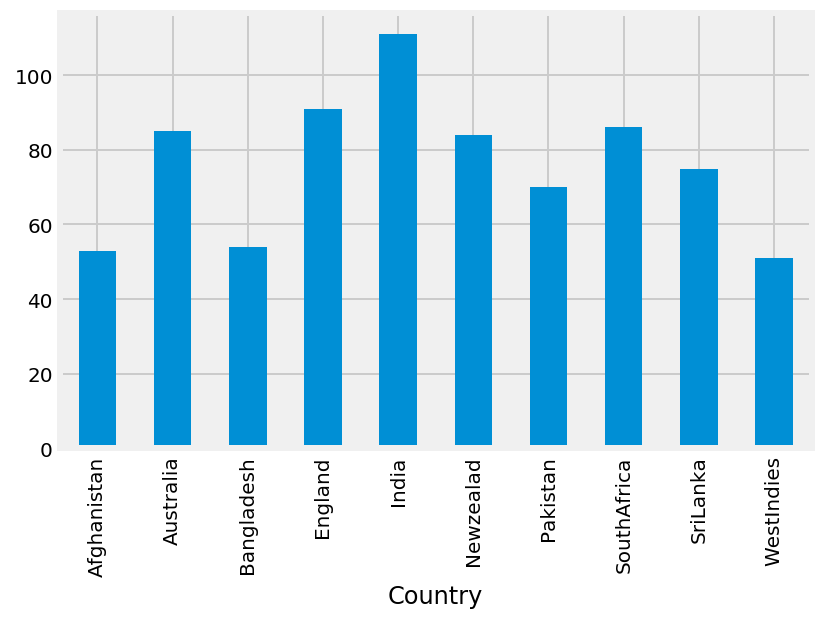 100
80
60
40
20
0
Afghanistan
Australia
Bangladesh
England
India
Newzealad
Pakistan
SouthAfrica
SriLanka
WestIndies
Country